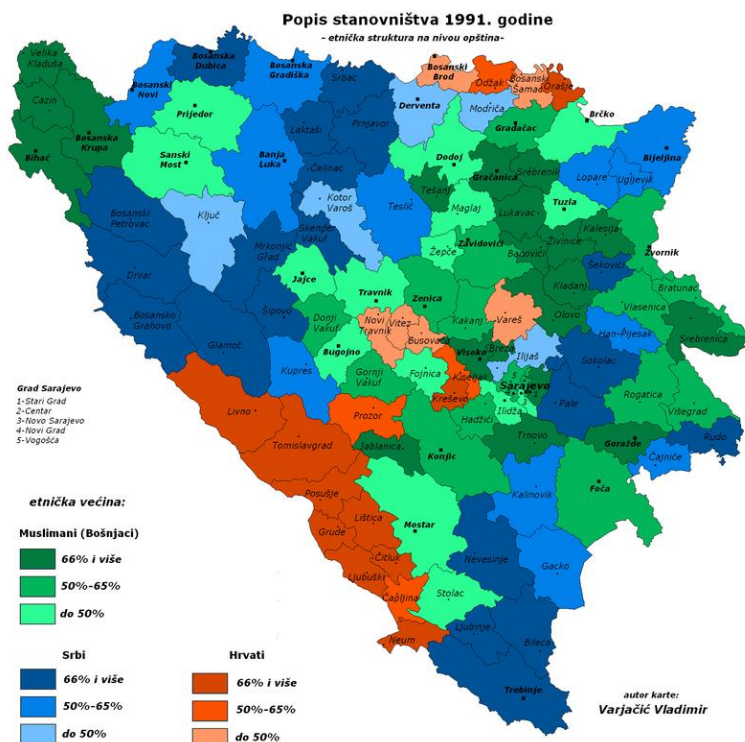 Popis stanovništva 1991. godine
- etnička struktura na nivou opština-
Velika
Kladuša
Cazin
Bihać
Bosanska
Krupa
Bosanski
Novi
Bosanska
Dubica
Bosanska
Gradiška
Prijedor
Sanski
Most
Banja
Luka
Srbac
Laktaši
Prnjavor
Čelinac
Derventa
Bosanski
Brod
Odžak
Bosanski
Šamac
Orašje
Modriča
Gradačac
Brčko
Bijeljina
Lopare
Ugljevik
Dodoj
Gračanica
Srebrenik
Tešanj
Maglaj
Lukavac
Tuzla
Teslić
Kotor
Varoš
Skender
Vakuf
Ključ
Bosanski
Petrovac
Mrkonjić
Grad
Drvar
Jajce
Šipovo
Bosansko
Grahovo
Glamoč
Donji
Vakuf
Travnik
Žepče
Zavidovići
Banovići
Živinice
Kalesija
Zvornik
Šekovići
Kladanj
Bratunac
Vlasenica
Srebrenica
Zenica
Kakanj
Vareš
Olovo
Han-Pijesak
Novi
Travnik
Vitez
Busovača
Bugojno
Kupres
Gornji
Vakuf
Fojnica
Visoko
Breza
Ilijaš
Kiseljak
Kreševo
Sarajevo
Ilidža
Hadžići
Sokolac
Pale
Rogatica
Višegrad
Rudo
Goražde
Čajniče
Trnovo
Foča
Kalinovik
Prozor
Jablanica
Konjic
Livno
Tomislavgrad
Posušje
Lištica
Grude
Čitluk
Ljubuški
Čapljina
Mostar
Stolac
Neum
Nevesinje
Gacko
Ljubinje
Bileća
Trebinje
Grad Sarajevo
1-Stari Grad
2-Centar
3-Novo Sarajevo
4-Novi Grad
5-Vogošća
etnička većina:
Muslimani (Bošnjaci)
66% i više
50%-65%
do 50%
Srbi
66% i više
50%-65%
do 50%
Hrvati
66% i više
50%-65%
do 50%
autor karte:
Varjačić Vladimir